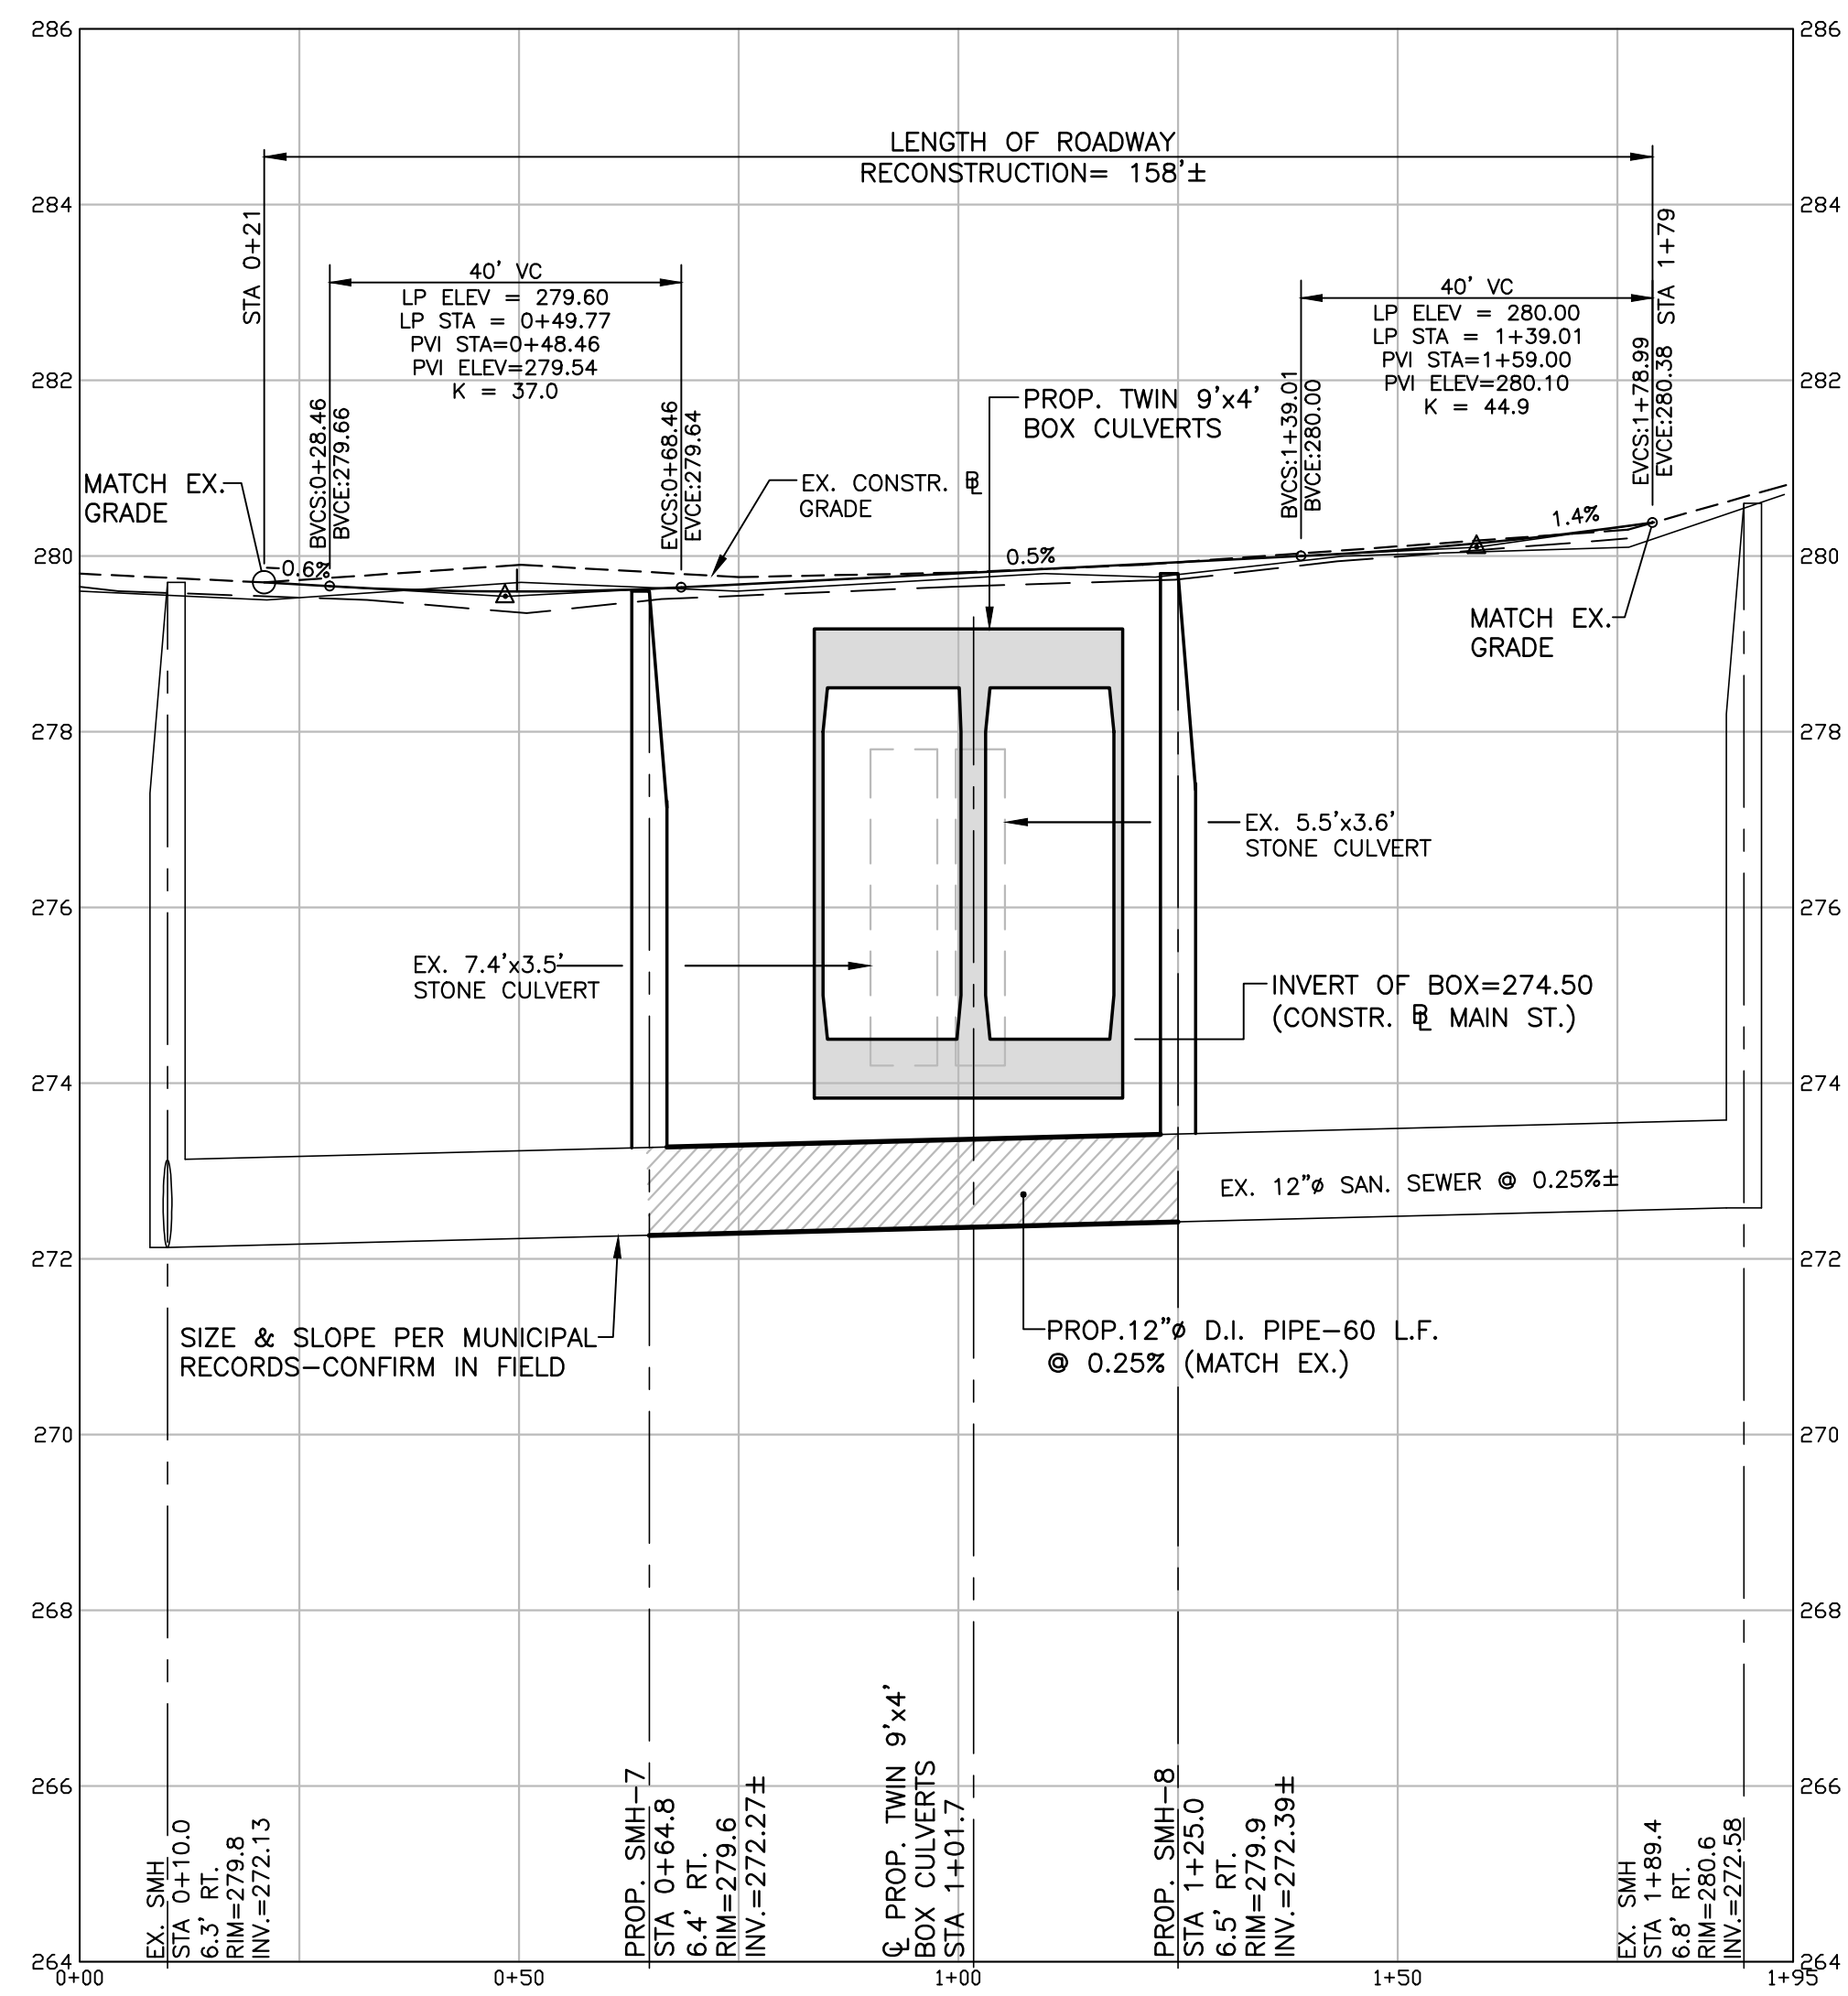 286
286
LENGTH OF ROADWAY
RECONSTRUCTION= 158'±
284
284
STA 0+21
STA 1+79
40' VC
LP ELEV = 279.60
LP STA = 0+49.77
PVI STA=0+48.46
PVI ELEV=279.54
K = 37.0
40' VC
LP ELEV = 280.00
LP STA = 1+39.01
PVI STA=1+59.00
PVI ELEV=280.10
K = 44.9
282
282
BVCS:0+28.46
BVCE:279.66
EVCS:0+68.46
EVCE:279.64
BVCS:1+39.01
BVCE:280.00
EVCS:1+78.99
EVCE:280.38
PROP. TWIN 9'x4'
BOX CULVERTS
MATCH EX.
GRADE
EX. CONSTR. BL
GRADE
280
280
-0.6%
0.5%
1.4%
MATCH EX.
GRADE
278
278
EX. 5.5'x3.6'
STONE CULVERT
276
276
EX. 7.4'x3.5'
STONE CULVERT
INVERT OF BOX=274.50
(CONSTR. BL MAIN ST.)
274
274
EX. 12"ø SAN. SEWER @ 0.25%±
272
272
SIZE & SLOPE PER MUNICIPAL
RECORDS-CONFIRM IN FIELD
PROP.12"ø D.I. PIPE-60 L.F.
@ 0.25% (MATCH EX.)
270
270
268
268
266
266
EX. SMH
STA 0+10.0
6.3' RT.
RIM=279.8
INV.=272.13
PROP. SMH-7
STA 0+64.8
6.4' RT.
RIM=279.6
INV.=272.27±
℄ PROP. TWIN 9'x4'
BOX CULVERTS
STA 1+01.7
PROP. SMH-8
STA 1+25.0
6.5' RT.
RIM=279.9
INV.=272.39±
EX. SMH
STA 1+89.4
6.8' RT.
RIM=280.6
INV.=272.58
264
264
0+00
0+50
1+00
1+50
1+95